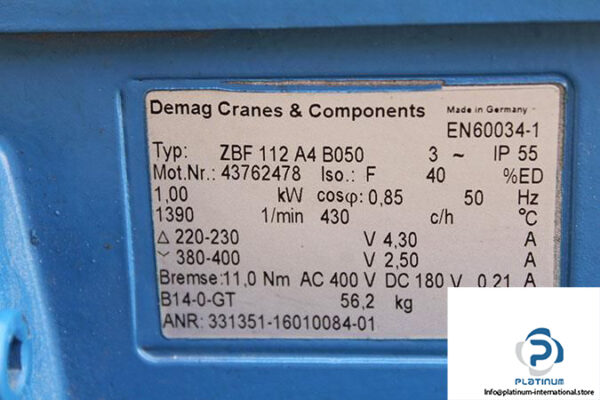 Demag Cranes & Components Made in Germany
EN60034-1
Typ: ZBF 112 A4 B050 3 ~ IP 55
Mot.Nr.: 43762478 Iso.: F 40 %ED
1,00 kW cosφ: 0,85 50 Hz
1390 1/min 430 c/h °C
△ 220-230 V 4,30 A
380-400 V 2,50 A
Bremse:11,0 Nm AC 400 V DC 180 V 0,21 A
B14-0-GT 56,2 kg
ANR: 331351-16010084-01
PLATINUM
Info@platinum-international.store